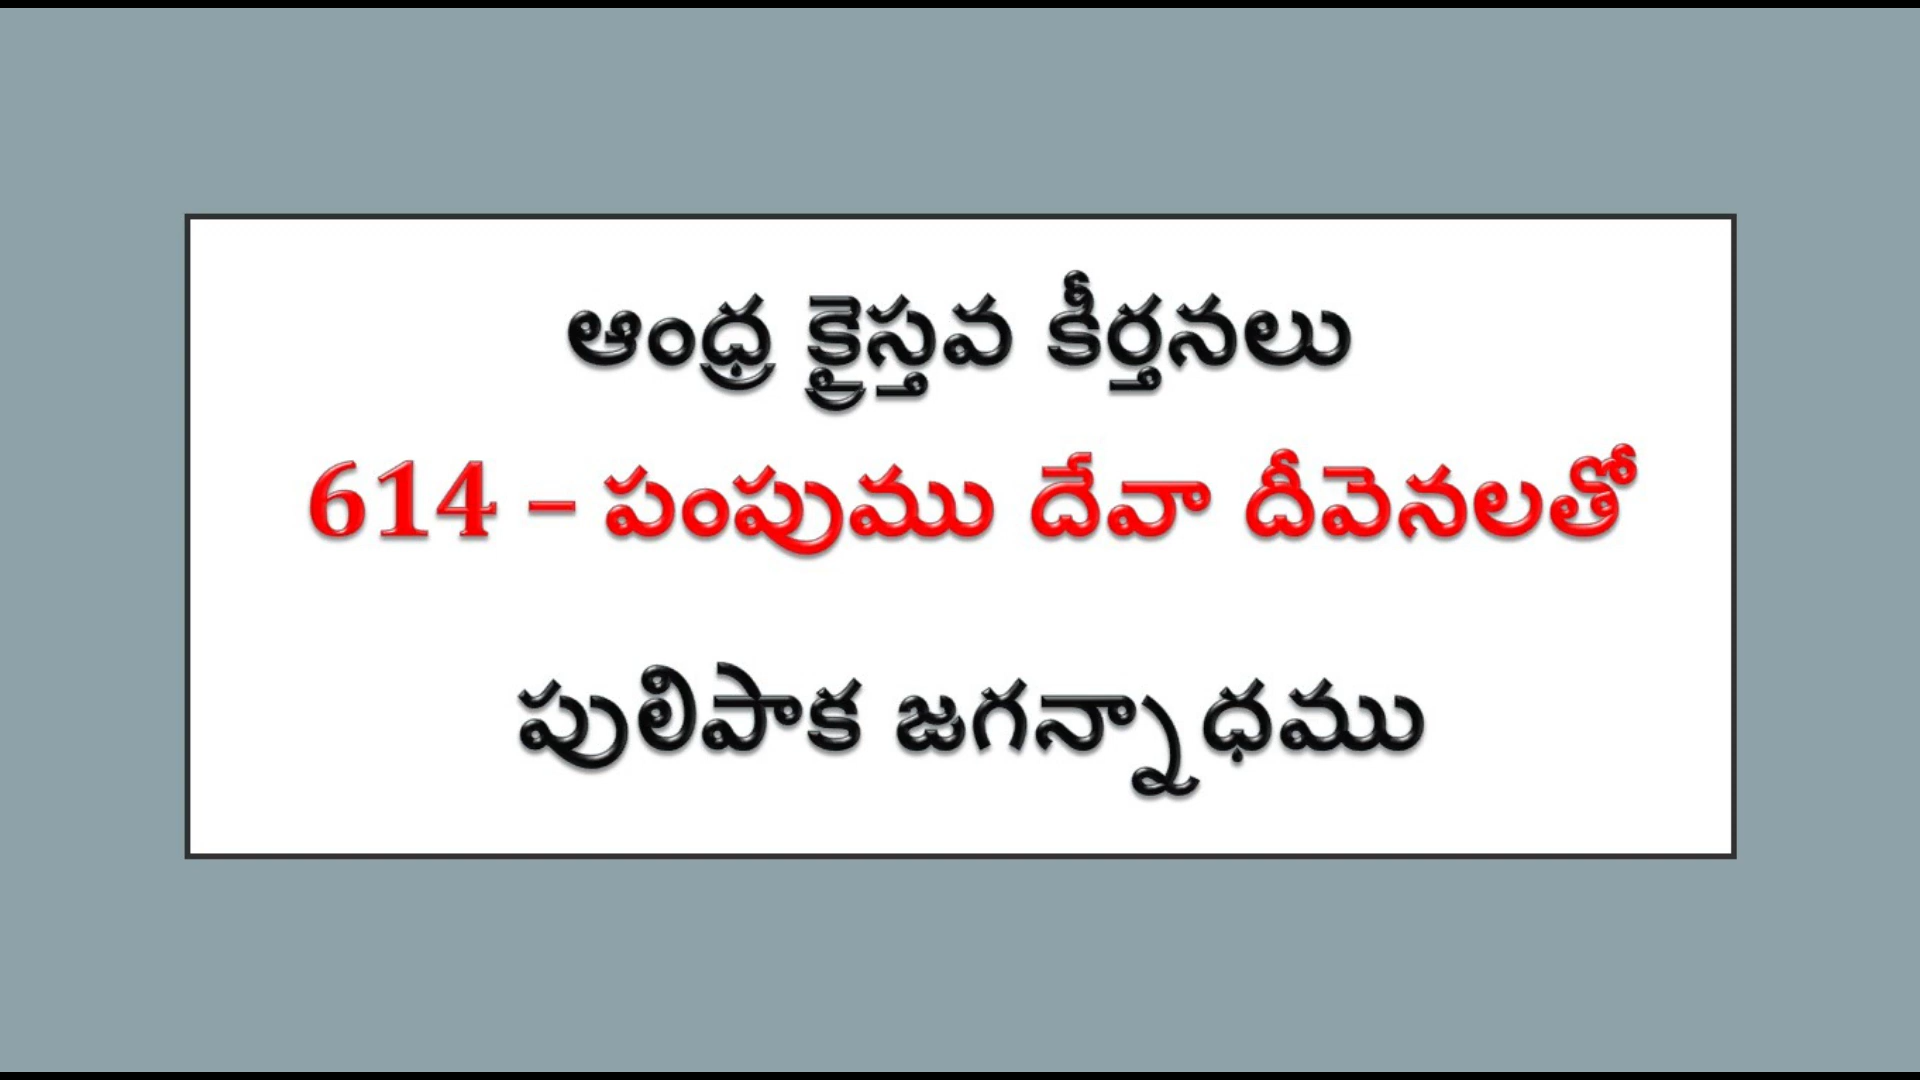 ఆంధ్ర క్రైస్తవ కీర్తనలు
614 – పంపుము దేవా దీవెనలతో
పులిపాక జగన్నాధము